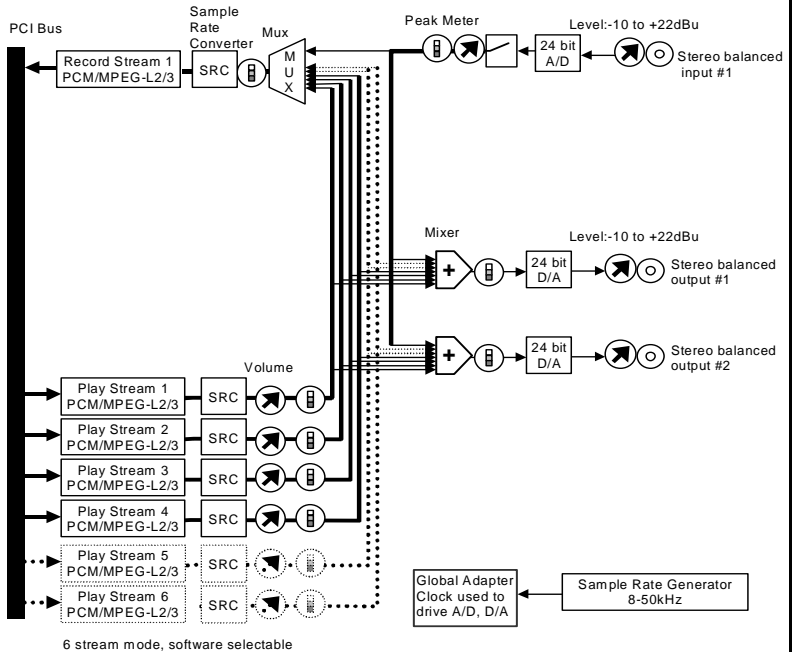 PCI Bus
Sample
Rate
Converter
Mux
Record Stream 1
PCM/MPEG-L2/3
SRC
M
U
X
Peak Meter
Level:-10 to +22dBu
24 bit
A/D
Stereo balanced
input #1
Mixer
Level:-10 to +22dBu
+
24 bit
D/A
Stereo balanced
output #1
+
24 bit
D/A
Stereo balanced
output #2
Volume
Play Stream 1
PCM/MPEG-L2/3
SRC
Play Stream 2
PCM/MPEG-L2/3
SRC
Play Stream 3
PCM/MPEG-L2/3
SRC
Play Stream 4
PCM/MPEG-L2/3
SRC
Play Stream 5
PCM/MPEG-L2/3
SRC
Play Stream 6
PCM/MPEG-L2/3
SRC
Global Adapter
Clock used to
drive A/D, D/A
Sample Rate Generator
8-50kHz
6 stream mode, software selectable